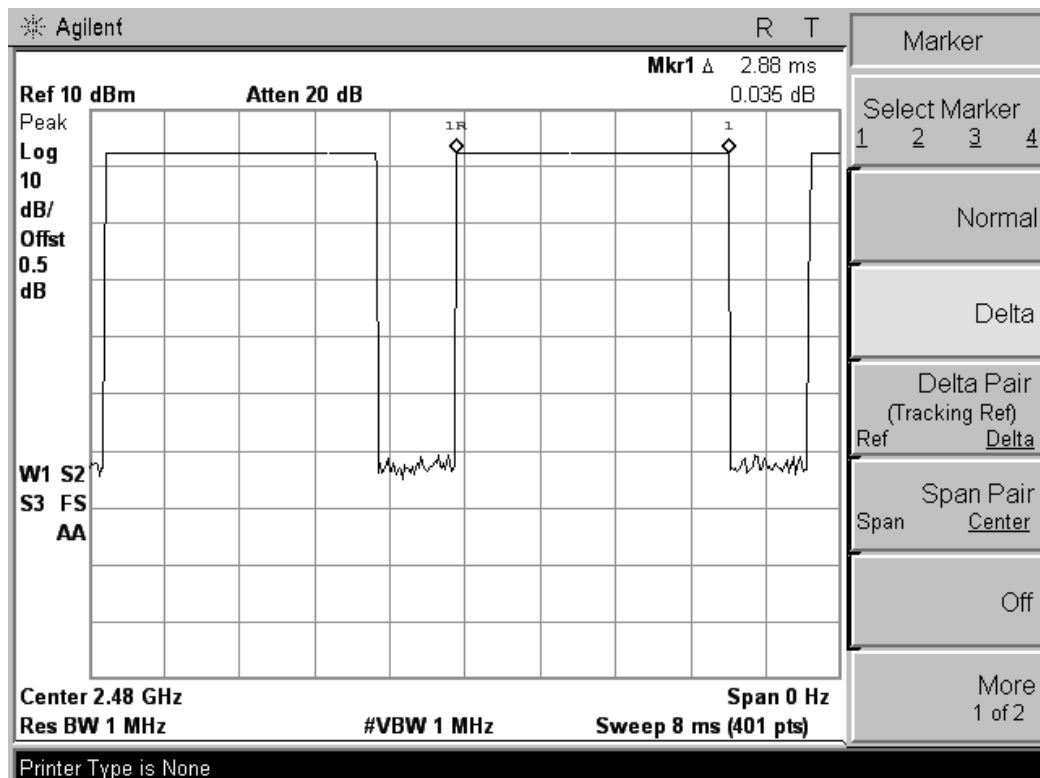 Agilent R T
Mkr1 Δ 2.88 ms
Ref 10 dBm Atten 20 dB 0.035 dB
Peak
Log
10
dB/
Offst
0.5
dB
1R 1
W1 S2
S3 FS
AA
Center 2.48 GHz Span 0 Hz
Res BW 1 MHz #VBW 1 MHz Sweep 8 ms (401 pts)
Marker
Select Marker
1 2 3 4
Normal
Delta
Delta Pair
(Tracking Ref)
Ref Delta
Span Pair
Span Center
Off
More
1 of 2
Printer Type is None